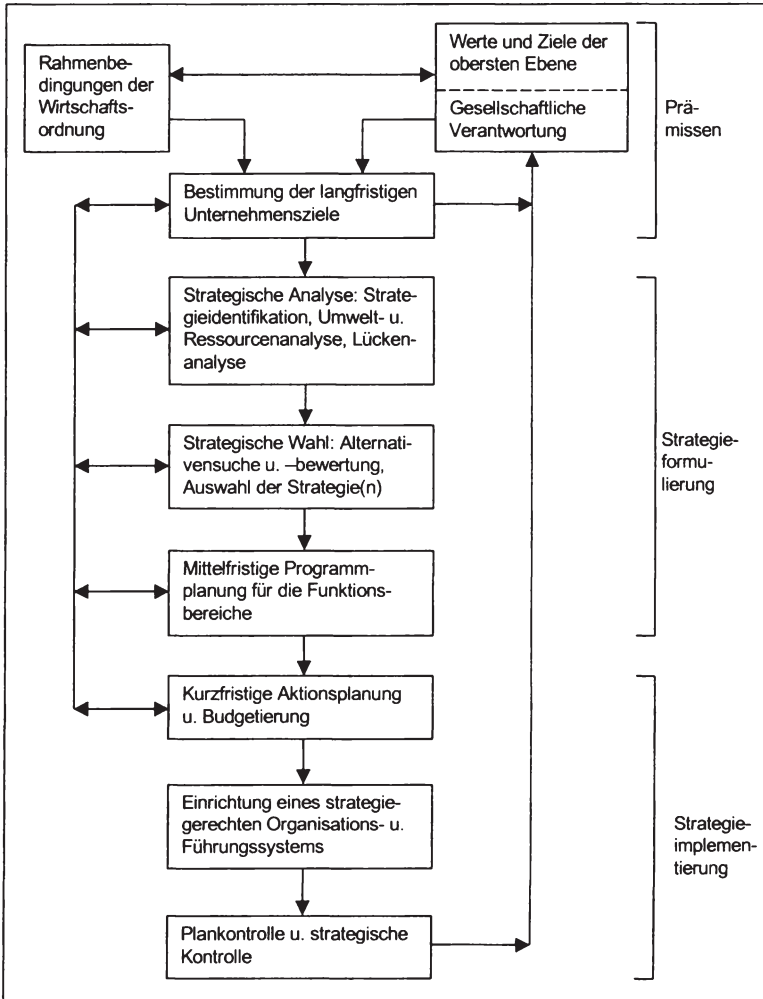 Rahmenbe-
dingungen der
Wirtschafts-
ordnung
Werte und Ziele der
obersten Ebene
Gesellschaftliche
Verantwortung
Prä-
missen
Bestimmung der langfristigen
Unternehmensziele
Strategische Analyse: Strate-
gieidentifikation, Umwelt- u.
Ressourcenanalyse, Lücken-
analyse
Strategische Wahl: Alternati-
vensuche u. –bewertung,
Auswahl der Strategie(n)
Mittelfristige Programm-
planung für die Funktions-
bereiche
Strategie-
formu-
lierung
Kurzfristige Aktionsplanung
u. Budgetierung
Einrichtung eines strategie-
gerechten Organisations- u.
Führungssystems
Plankontrolle u. strategische
Kontrolle
Strategie-
implemen-
tierung